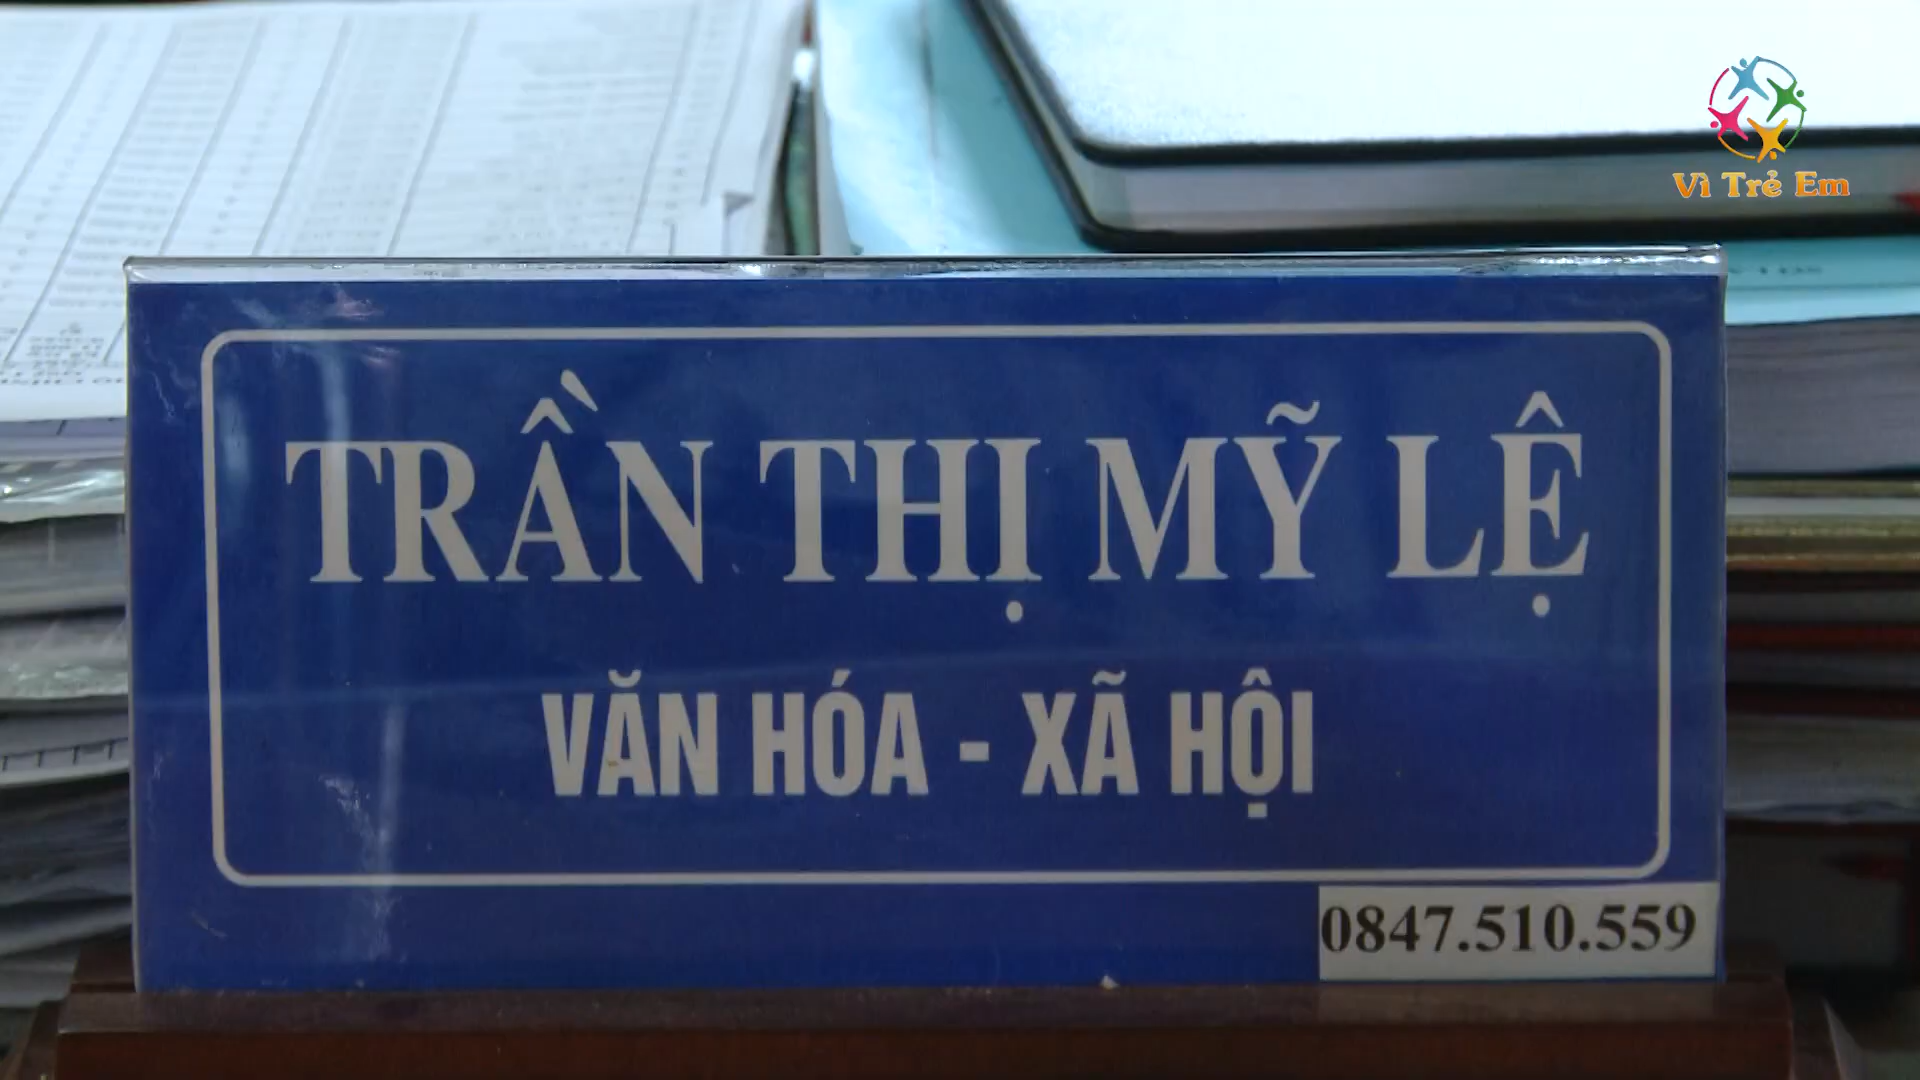 Vì Trẻ Em
TRẦN THỊ MỸ LỆ
VĂN HÓA - XÃ HỘI
0847.510.559